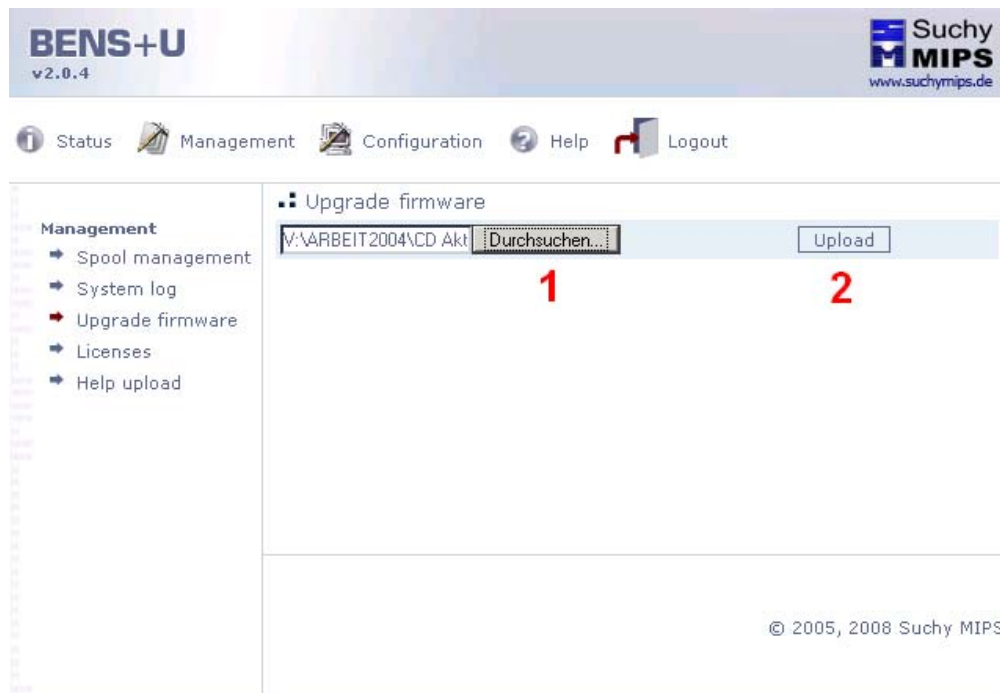 BENS+U
v2.0.4
Suchy
MIPS
www.suchymips.de
Status Management Configuration Help Logout
Management
Spool management
System log
Upgrade firmware
Licenses
Help upload
Upgrade firmware
V:\ARBEIT2004\CD Akt Durchsuchen... Upload
1 2
© 2005, 2008 Suchy MIPS